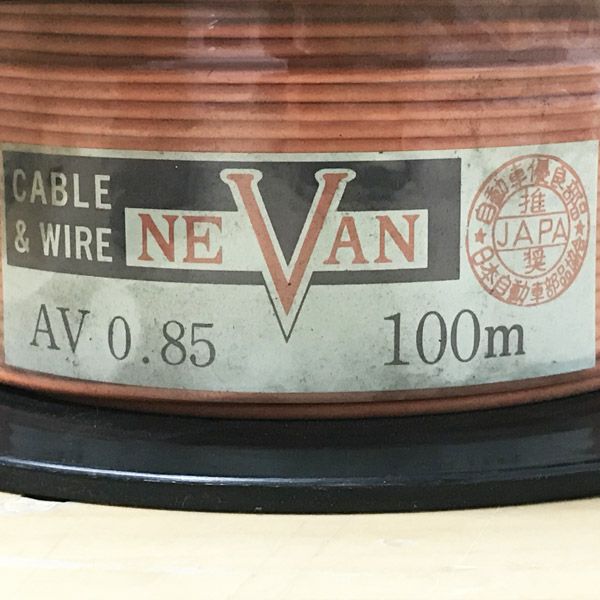 CABLE
& WIRE
NEVAN
AV 0.85
100m
自動車優良部品
推
JAPA
奨
日本自動車部品協会